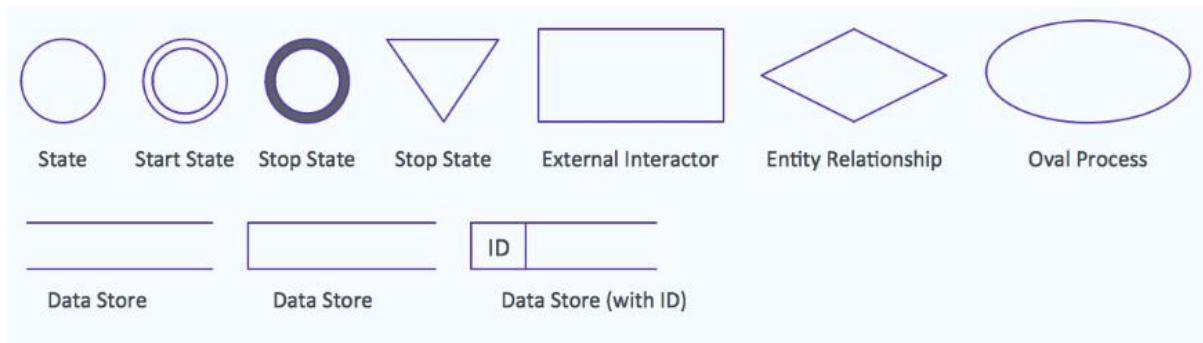 State
Start State
Stop State
Stop State
External Interactor
Entity Relationship
Oval Process
ID
Data Store
Data Store
Data Store (with ID)